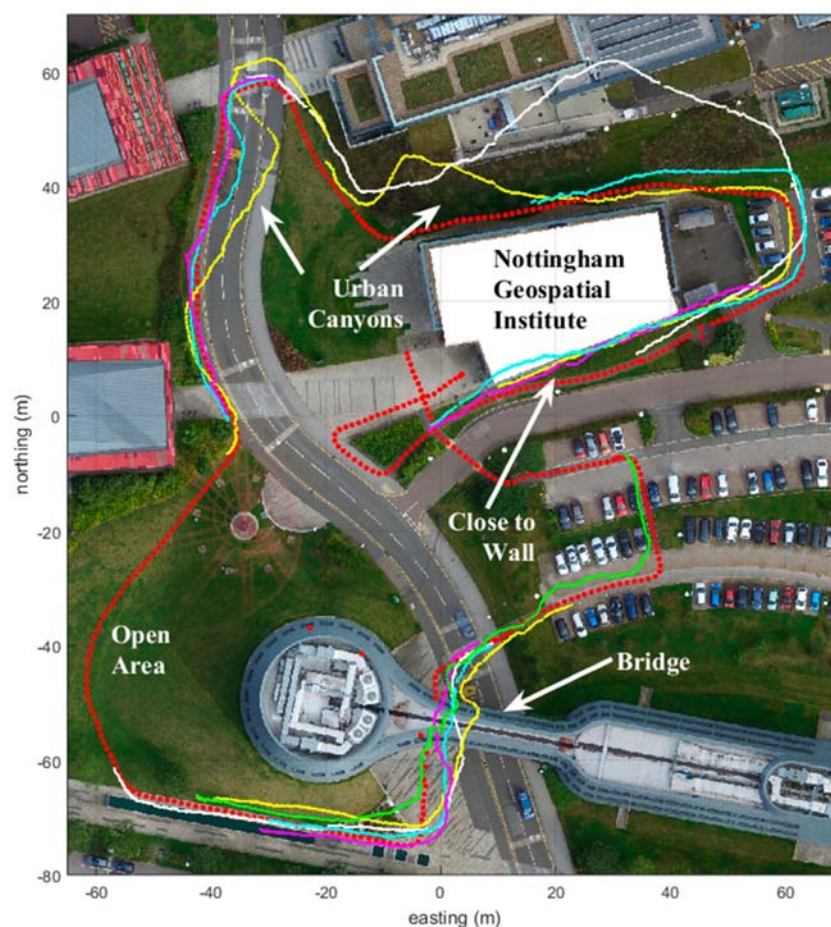 60
40
20
0
-20
-40
-60
-80
northing (m)
Urban
Canyons
Nottingham
Geospatial
Institute
Close to
Wall
Open
Area
Bridge
-60
-40
-20
0
20
40
60
easting (m)